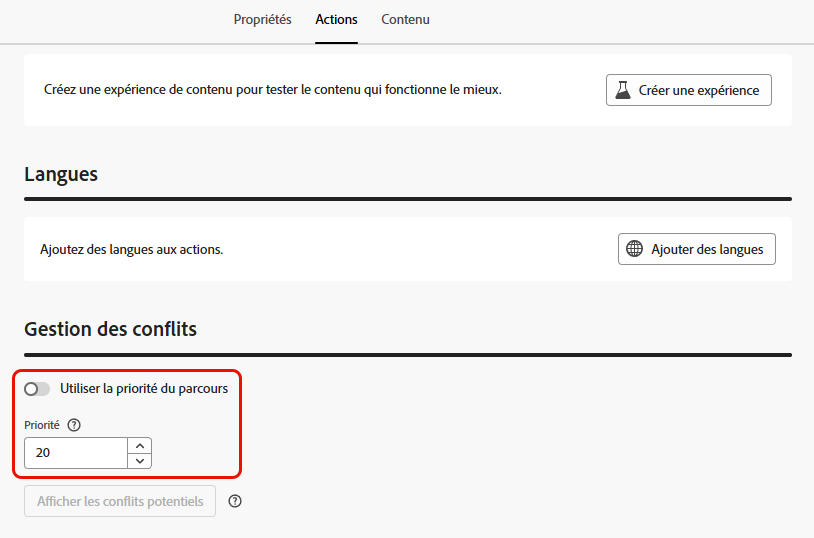 Propriétés Actions Contenu
Créez une expérience de contenu pour tester le contenu qui fonctionne le mieux.
Créer une expérience
Langues
Ajoutez des langues aux actions.
Ajouter des langues
Gestion des conflits
Utiliser la priorité du parcours
Priorité ?
20
Afficher les conflits potentiels ?